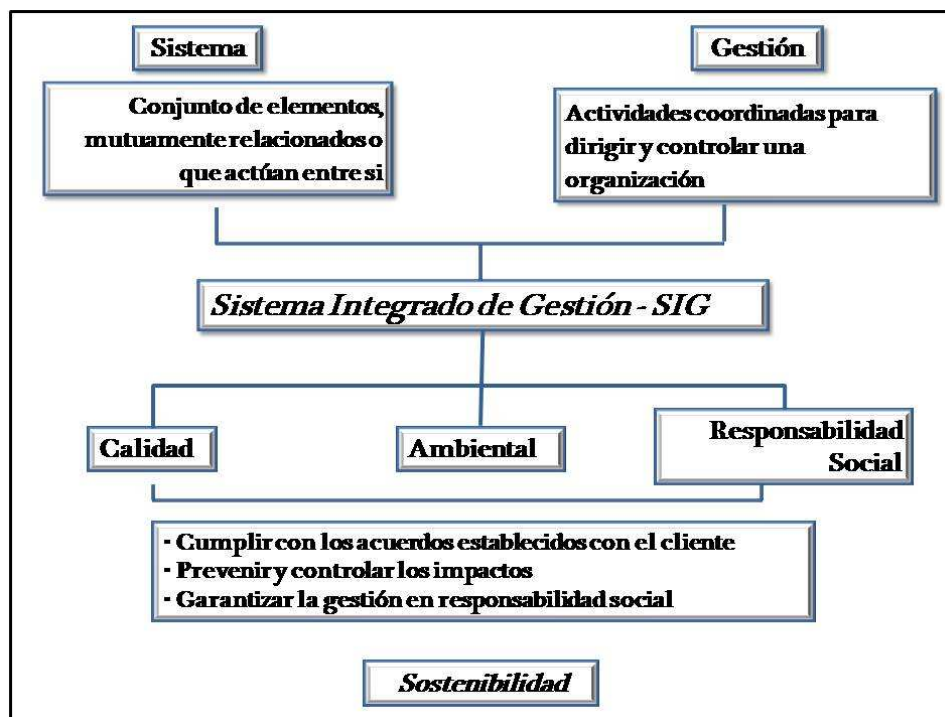 Sistema
Gestión
Conjunto de elementos,
mutuamente relacionados o
que actúan entre si
Actividades coordinadas para
dirigir y controlar una
organización
Sistema Integrado de Gestión - SIG
Calidad
Ambiental
Responsabilidad
Social
- Cumplir con los acuerdos establecidos con el cliente
- Prevenir y controlar los impactos
- Garantizar la gestión en responsabilidad social
Sostenibilidad